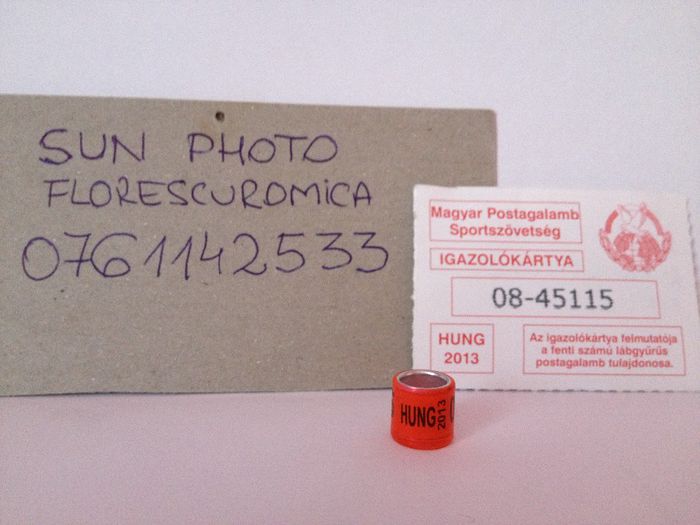 SUN PHOTO
FLORESCUROMICA
0761142533
Magyar Postagalamb
Sportszövetség
IGAZOLÓKÁRTYA
08-45115
HUNG
2013
Az igazolókártya felmutatója
a fenti számú lábgyűrűs
postagalamb tulajdonosa.
HUNG
2013